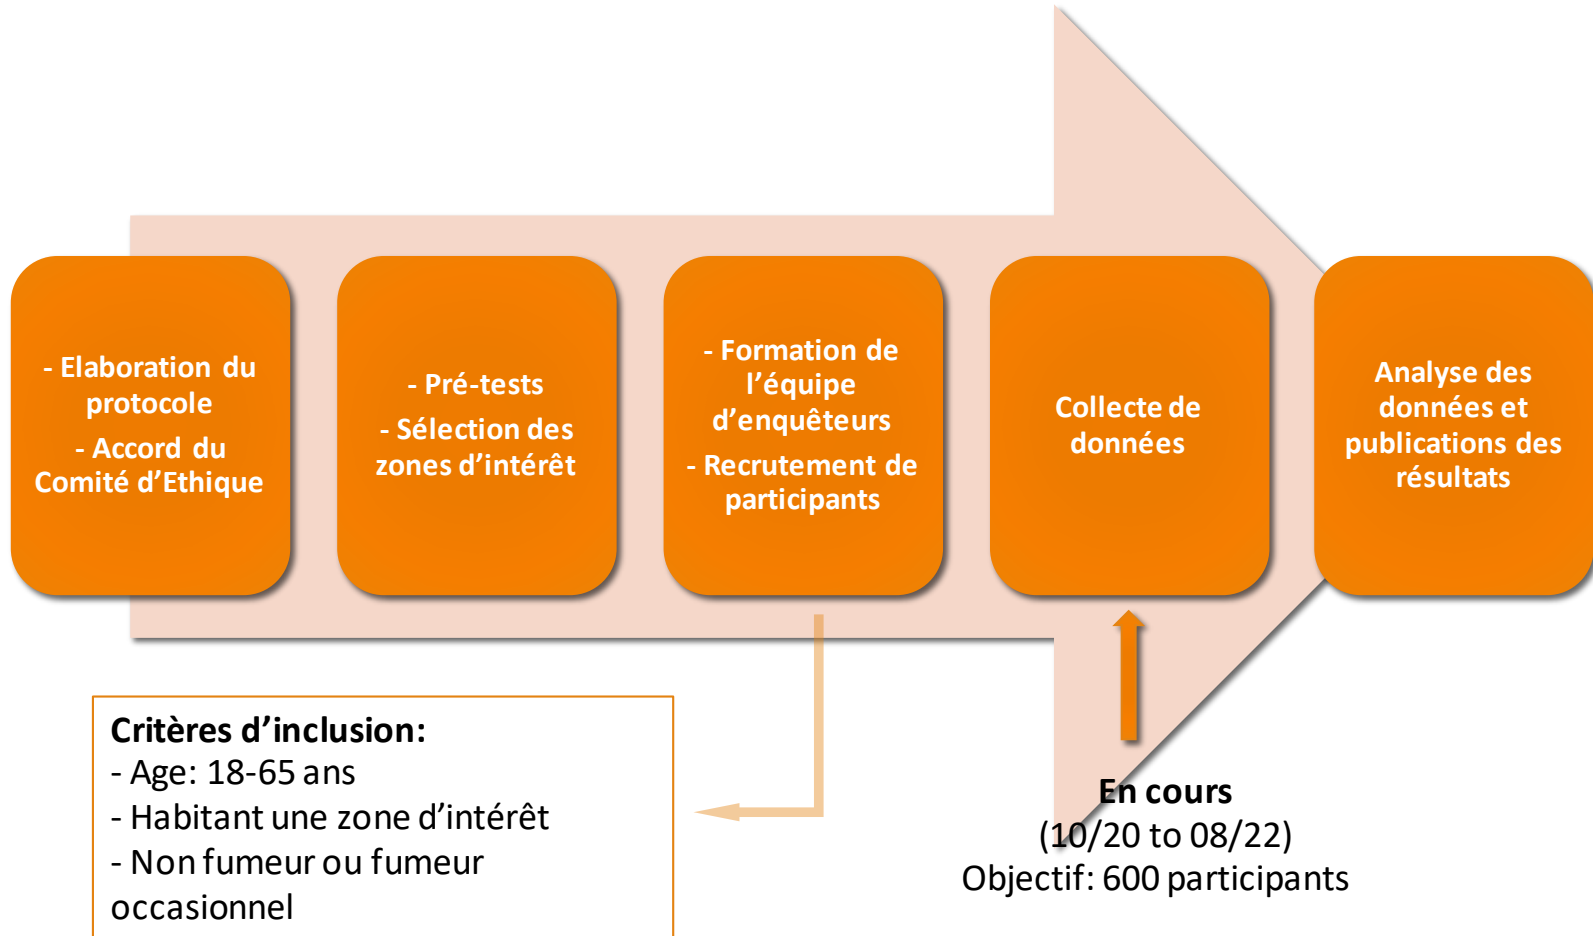 - Elaboration du
protocole
- Accord du
Comité d’Ethique
- Pré-tests
- Sélection des
zones d’intérêt
- Formation de
l’équipe
d’enquêteurs
- Recrutement de
participants
Collecte de
données
Analyse des
données et
publications des
résultats
Critères d’inclusion:
- Age: 18-65 ans
- Habitant une zone d’intérêt
- Non fumeur ou fumeur
occasionnel
En cours
(10/20 to 08/22)
Objectif: 600 participants